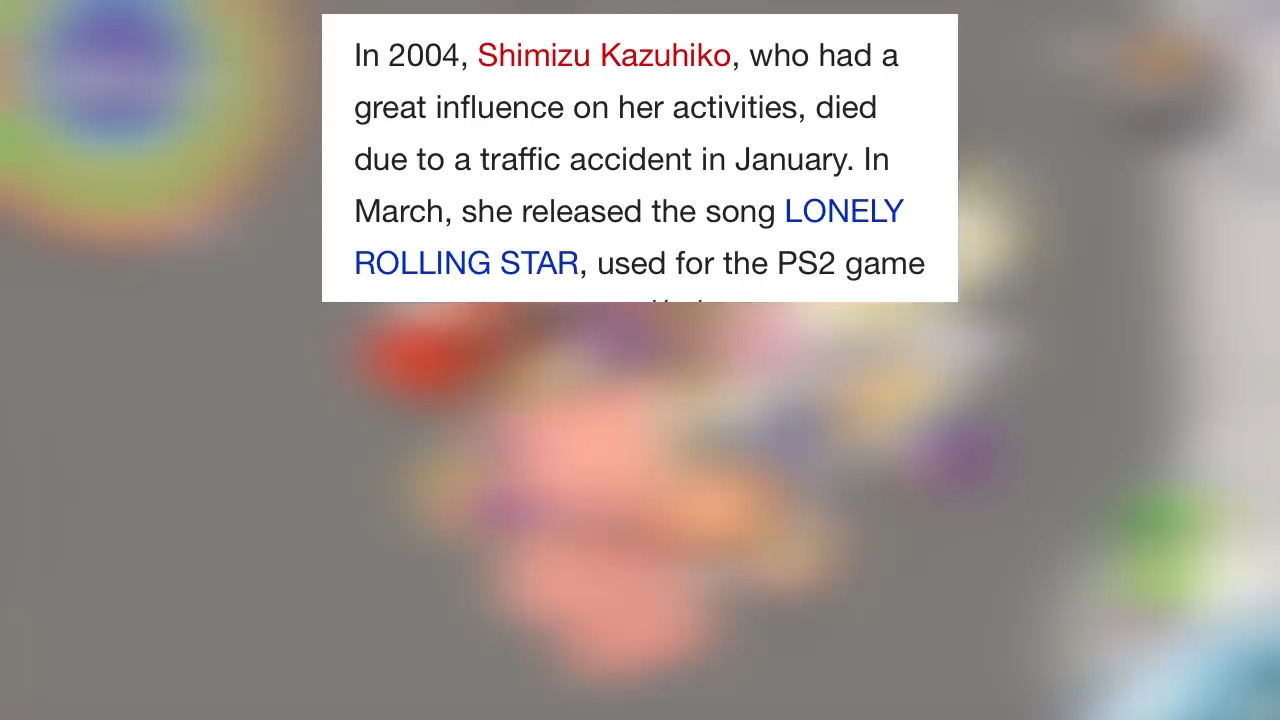 In 2004, Shimizu Kazuhiko, who had a
great influence on her activities, died
due to a traffic accident in January. In
March, she released the song LONELY
ROLLING STAR, used for the PS2 game